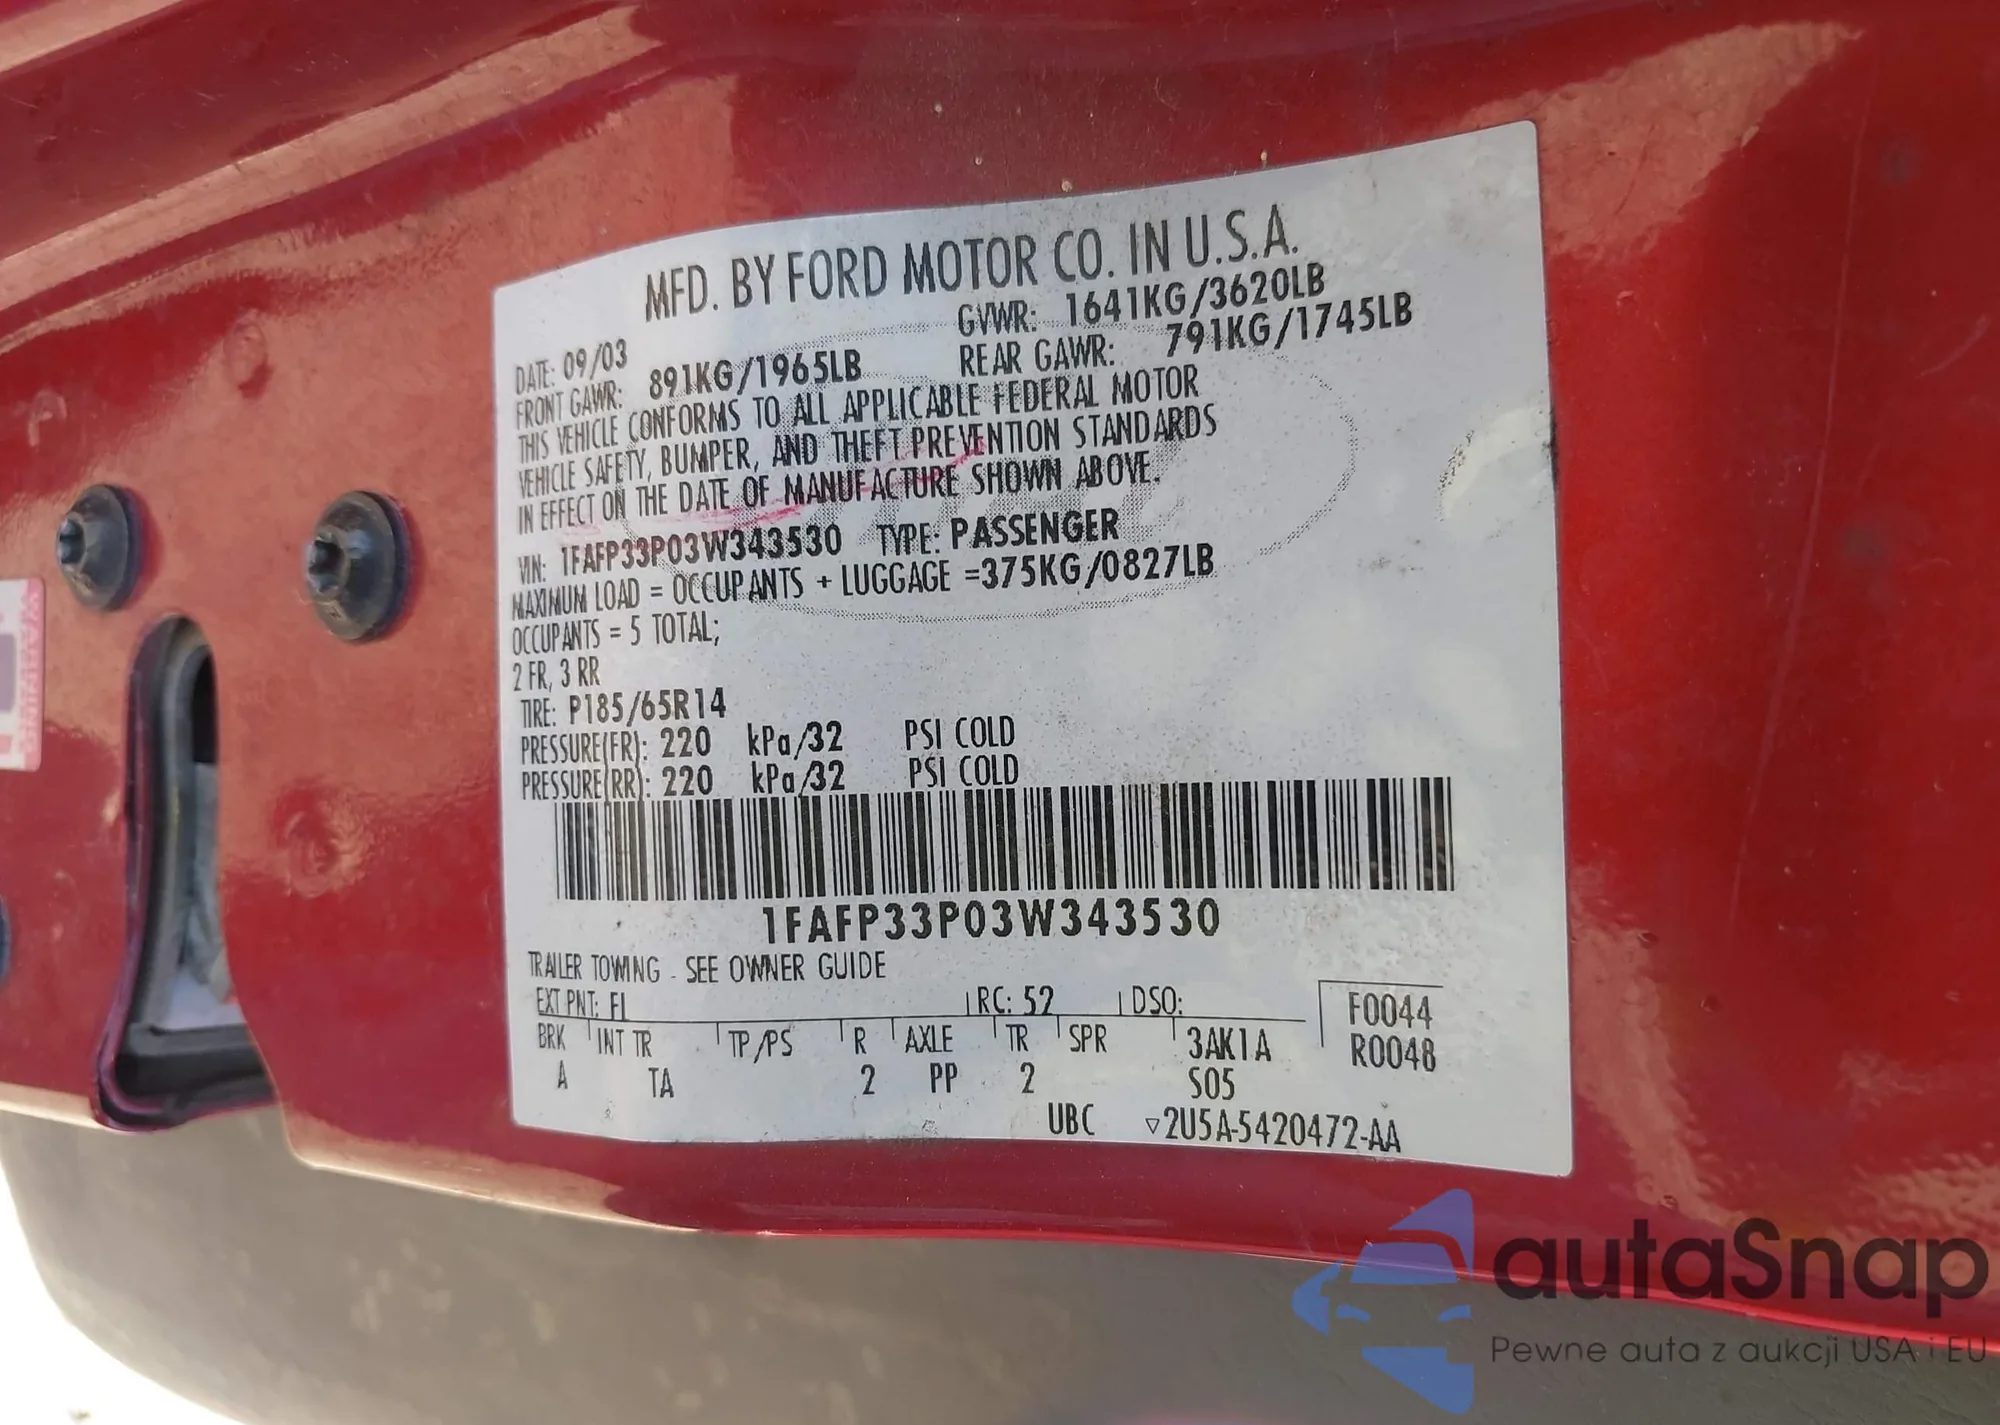 MFD. BY FORD MOTOR CO. IN U.S.A.
DATE: 09/03 GVWR: 1641KG/3620LB
FRONT GAWR: 891KG/1965LB REAR GAWR: 791KG/1745LB
THIS VEHICLE CONFORMS TO ALL APPLICABLE FEDERAL MOTOR
VEHICLE SAFETY, BUMPER, AND THEFT PREVENTION STANDARDS
IN EFFECT ON THE DATE OF MANUFACTURE SHOWN ABOVE.
VIN: 1FAFP33P03W343530 TYPE: PASSENGER
MAXIMUM LOAD = OCCUPANTS + LUGGAGE =375KG/0827LB
OCCUPANTS = 5 TOTAL;
2 FR, 3 RR
TIRE: P185/65R14
PRESSURE(FR): 220 kPa/32 PSI COLD
PRESSURE(RR): 220 kPa/32 PSI COLD
1FAFP33P03W343530
TRAILER TOWING - SEE OWNER GUIDE
EXT PNT: FL RC: 52 DSO: F0044
BRK INT TR TP/PS R AXLE TR SPR 3AK1A R0048
A TA 2 PP 2 S05
UBC ▽2U5A-5420472-AA
WARNING
autaSnap
Pewne auta z aukcji USA i EU